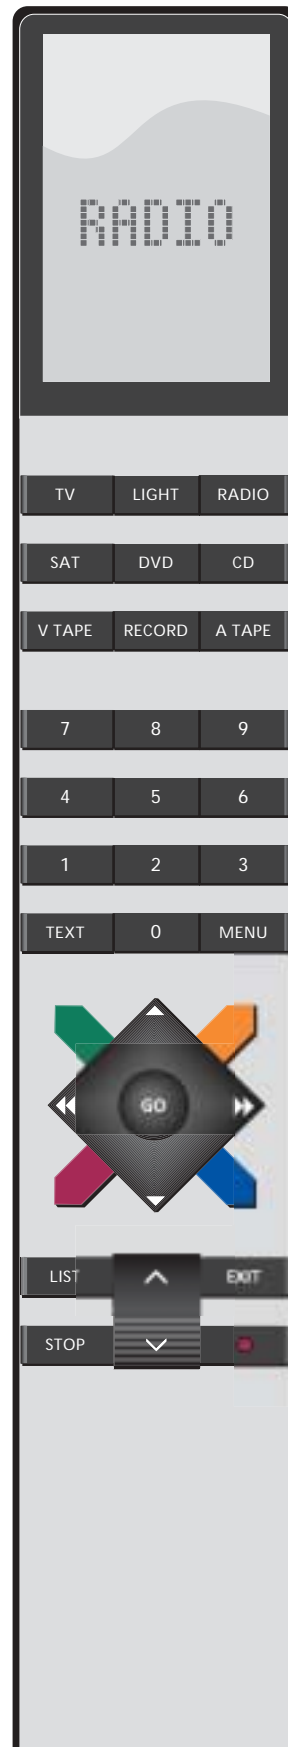 RADIO
TV LIGHT RADIO
SAT DVD CD
V TAPE RECORD A TAPE
7 8 9
4 5 6
1 2 3
TEXT 0 MENU
GO
LIST EXIT
STOP